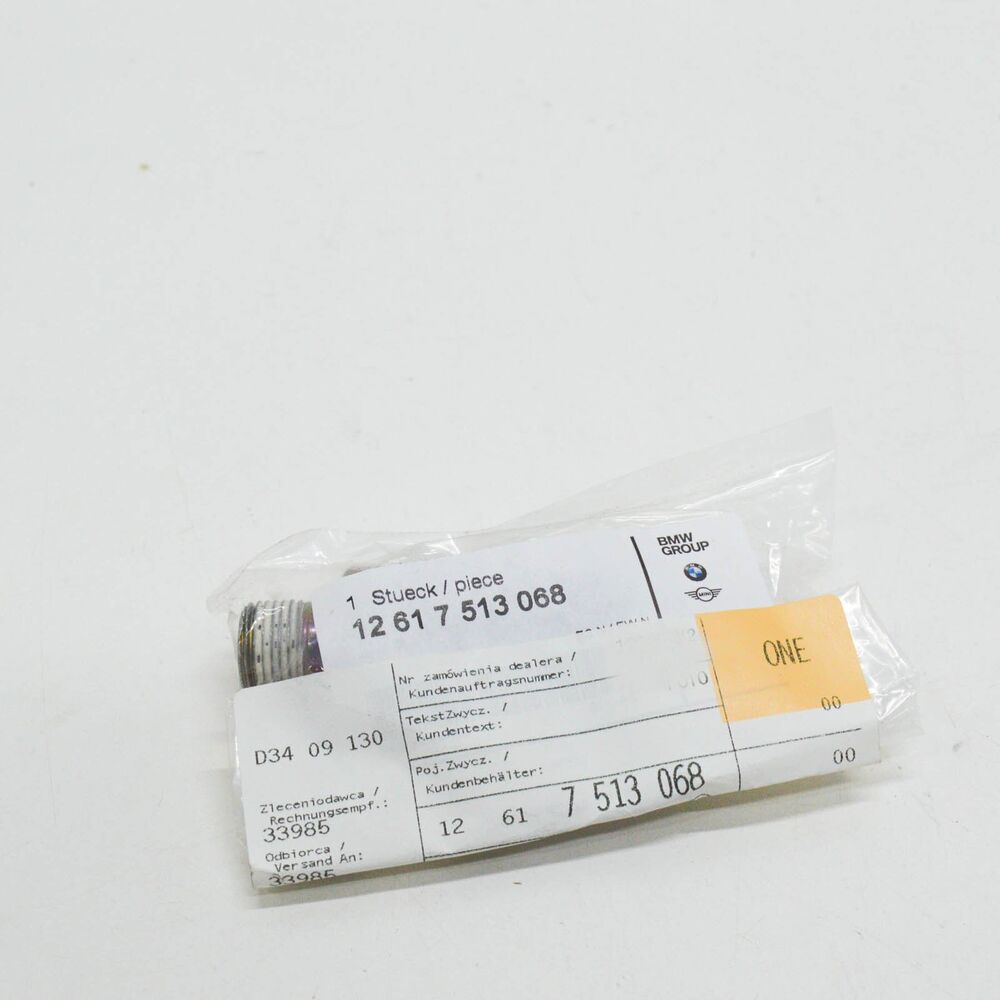 1 Stueck / piece
12 61 7 513 068
BMW
GROUP
MINI
ONE
Nr zamówienia dealera /
Kundenauftragsnummer:
TekstZwycz. /
Kundentext:
00
D34 09 130
Poj.Zwycz. /
Kundenbehälter:
00
Zleceniodawca /
Rechnungsempf.:
33985
12 61 7 513 068
Odbiorca /
Versand An:
33985